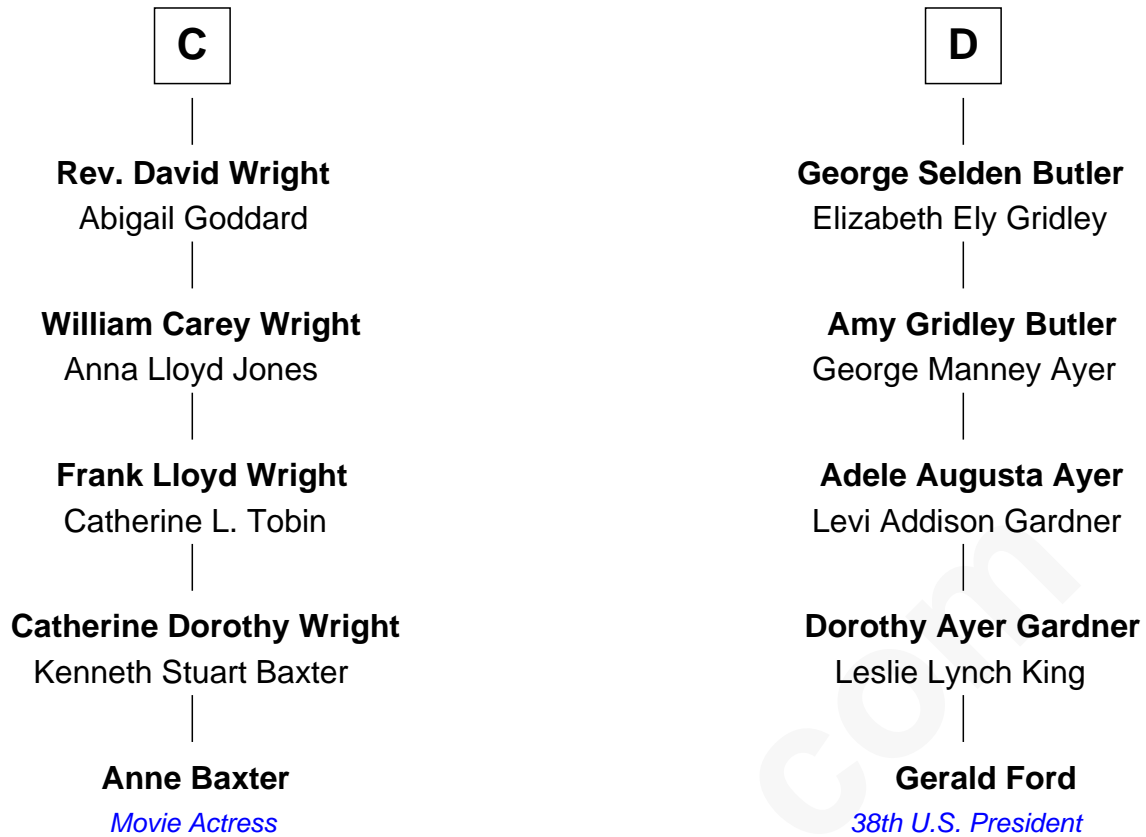 C
Rev. David Wright
Abigail Goddard
William Carey Wright
Anna Lloyd Jones
Frank Lloyd Wright
Catherine L. Tobin
Catherine Dorothy Wright
Kenneth Stuart Baxter
Anne Baxter
Movie Actress
D
George Selden Butler
Elizabeth Ely Gridley
Amy Gridley Butler
George Manney Ayer
Adele Augusta Ayer
Levi Addison Gardner
Dorothy Ayer Gardner
Leslie Lynch King
Gerald Ford
38th U.S. President
com